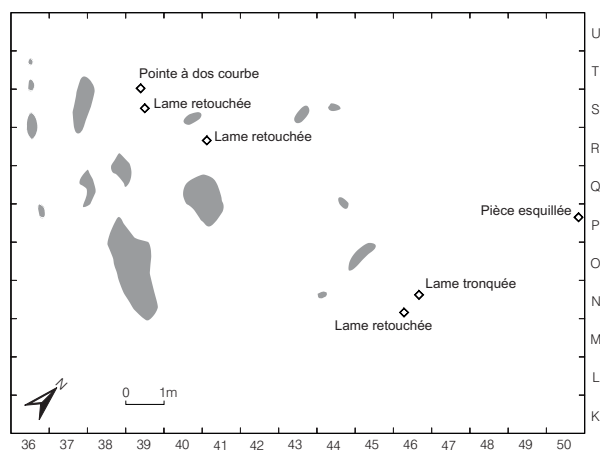 U
T
Pointe à dos courbe
Lame retouchée
S
Lame retouchée
R
Q
Pièce esquillée
P
O
Lame tronquée
N
Lame retouchée
M
N
0 1m
L
K
36 37 38 39 40 41 42 43 44 45 46 47 48 49 50